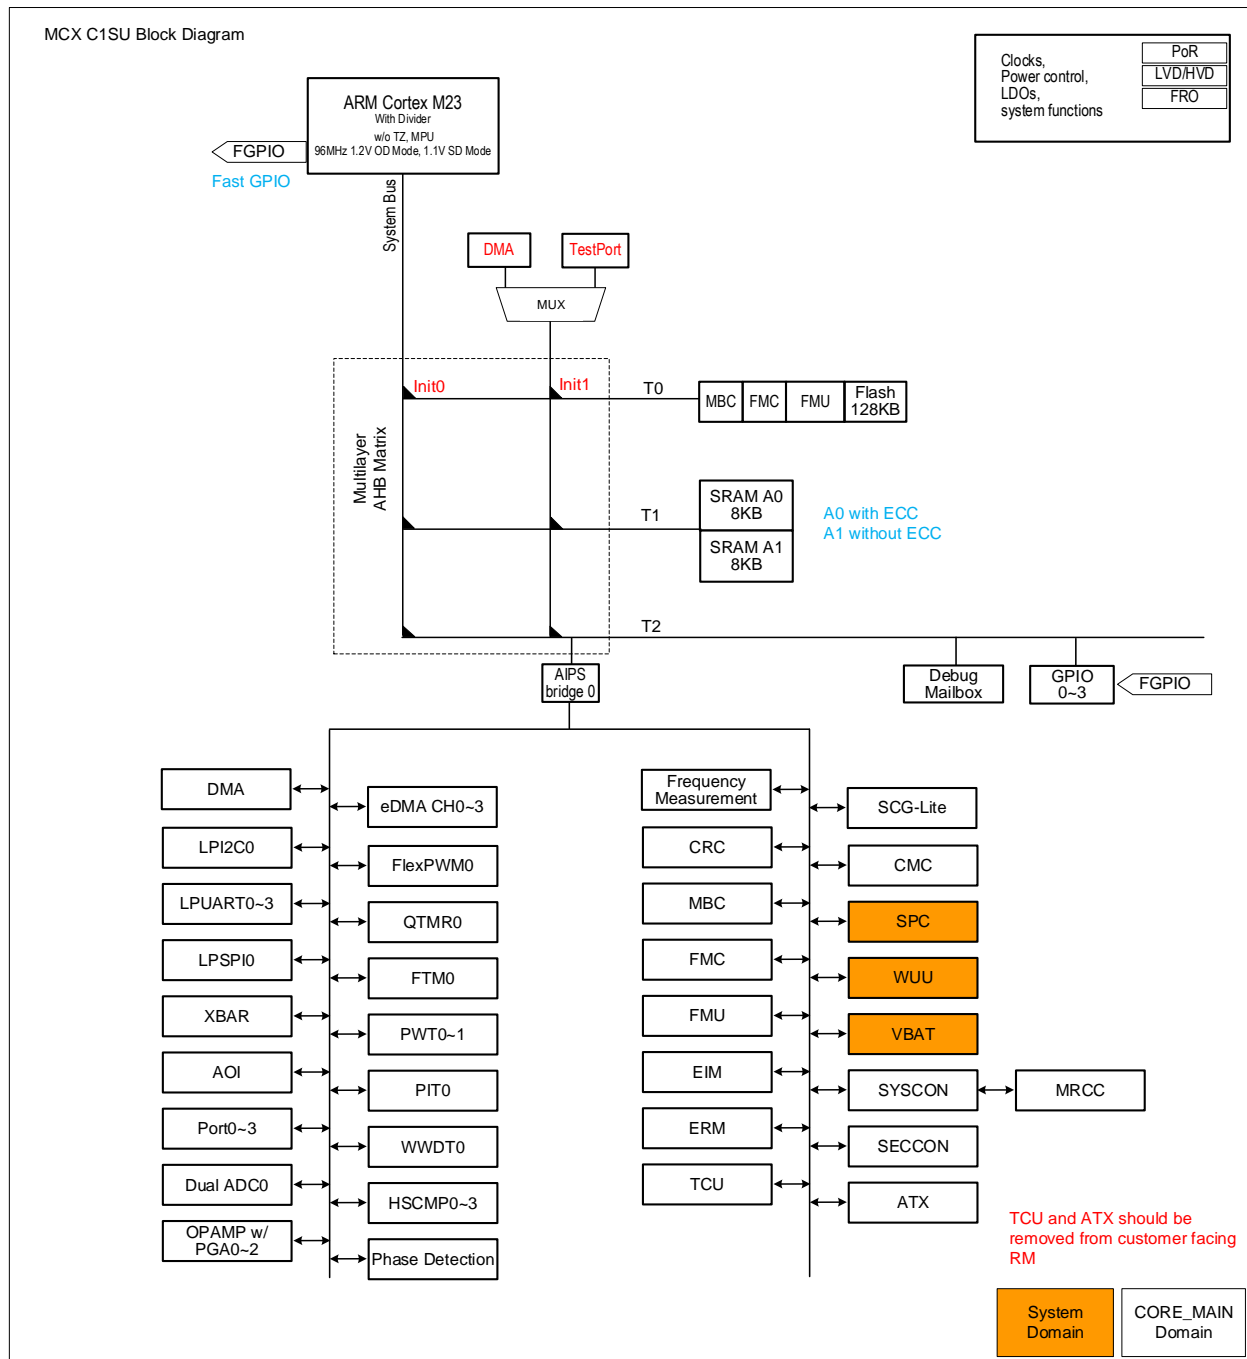 MCX C1SU Block Diagram
Clocks,
Power control,
LDOs,
system functions
PoR
LVD/HVD
FRO
ARM Cortex M23
With Divider
w/o TZ, MPU
96MHz 1.2V OD Mode, 1.1V SD Mode
FGPIO
Fast GPIO
System Bus
DMA
TestPort
MUX
Init0
Init1
T0
MBC
FMC
FMU
Flash
128KB
Multilayer
AHB Matrix
T1
SRAM A0
8KB
SRAM A1
8KB
A0 with ECC
A1 without ECC
T2
AIPS
bridge 0
Debug
Mailbox
GPIO
0~3
FGPIO
DMA
LPI2C0
LPUART0~3
LPSPI0
XBAR
AOI
Port0~3
Dual ADC0
OPAMP w/
PGA0~2
eDMA CH0~3
FlexPWM0
QTMR0
FTM0
PWT0~1
PIT0
WWDT0
HSCMP0~3
Phase Detection
Frequency
Measurement
CRC
MBC
FMC
FMU
EIM
ERM
TCU
SCG-Lite
CMC
SPC
WUU
VBAT
SYSCON
MRCC
SECCON
ATX
TCU and ATX should be
removed from customer facing
RM
System
Domain
CORE_MAIN
Domain